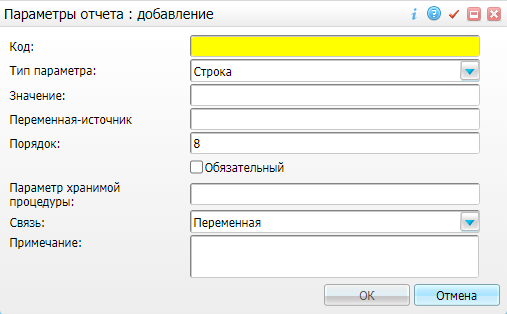 Параметры отчета : добавление
Код:
Тип параметра: Строка
Значение:
Переменная-источник
Порядок: 8
Обязательный
Параметр хранимой
процедуры:
Связь: Переменная
Примечание:
OK Отмена